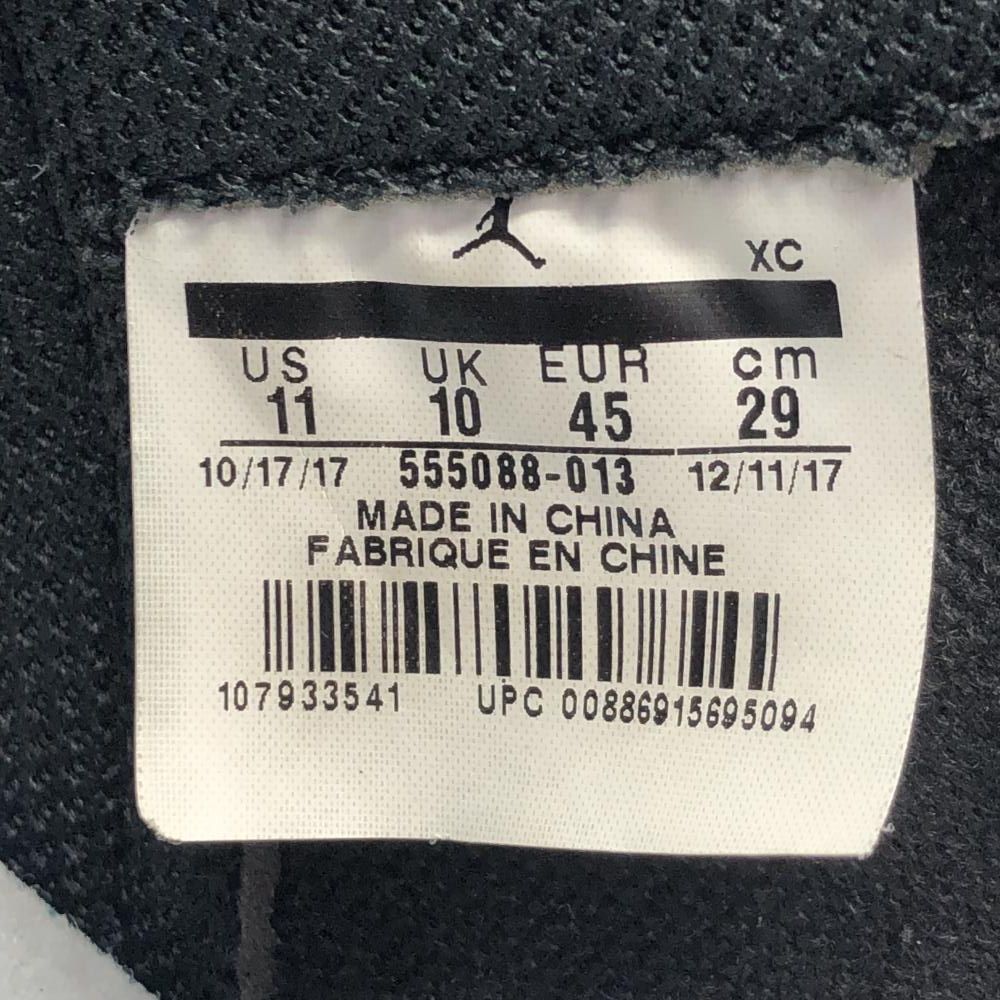 XC
US UK EUR cm
11 10 45 29
10/17/17 555088-013 12/11/17
MADE IN CHINA
FABRIQUE EN CHINE
107933541 UPC 00886915695094